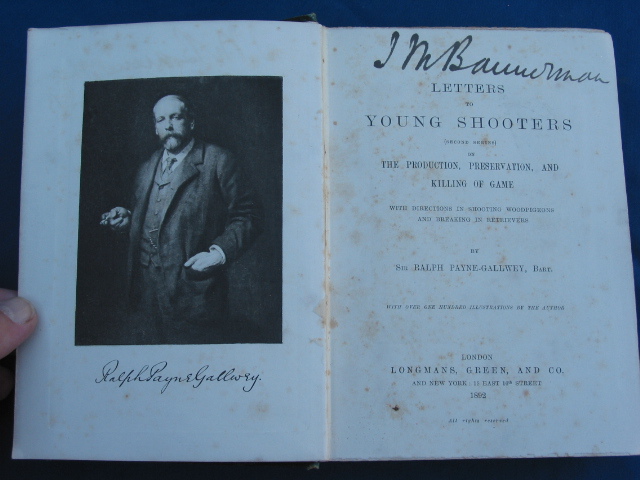 Ralph Payne Gallwey.
J M Bannerman
LETTERS
TO
YOUNG SHOOTERS
(SECOND SERIES)
ON
THE PRODUCTION, PRESERVATION, AND
KILLING OF GAME
WITH DIRECTIONS IN SHOOTING WOODPIGEONS
AND BREAKING IN RETRIEVERS
BY
SIR RALPH PAYNE-GALLWEY, BART.
WITH OVER ONE HUNDRED ILLUSTRATIONS BY THE AUTHOR
LONDON
LONGMANS, GREEN, AND CO.
AND NEW YORK: 15 EAST 16th STREET
1892
All rights reserved